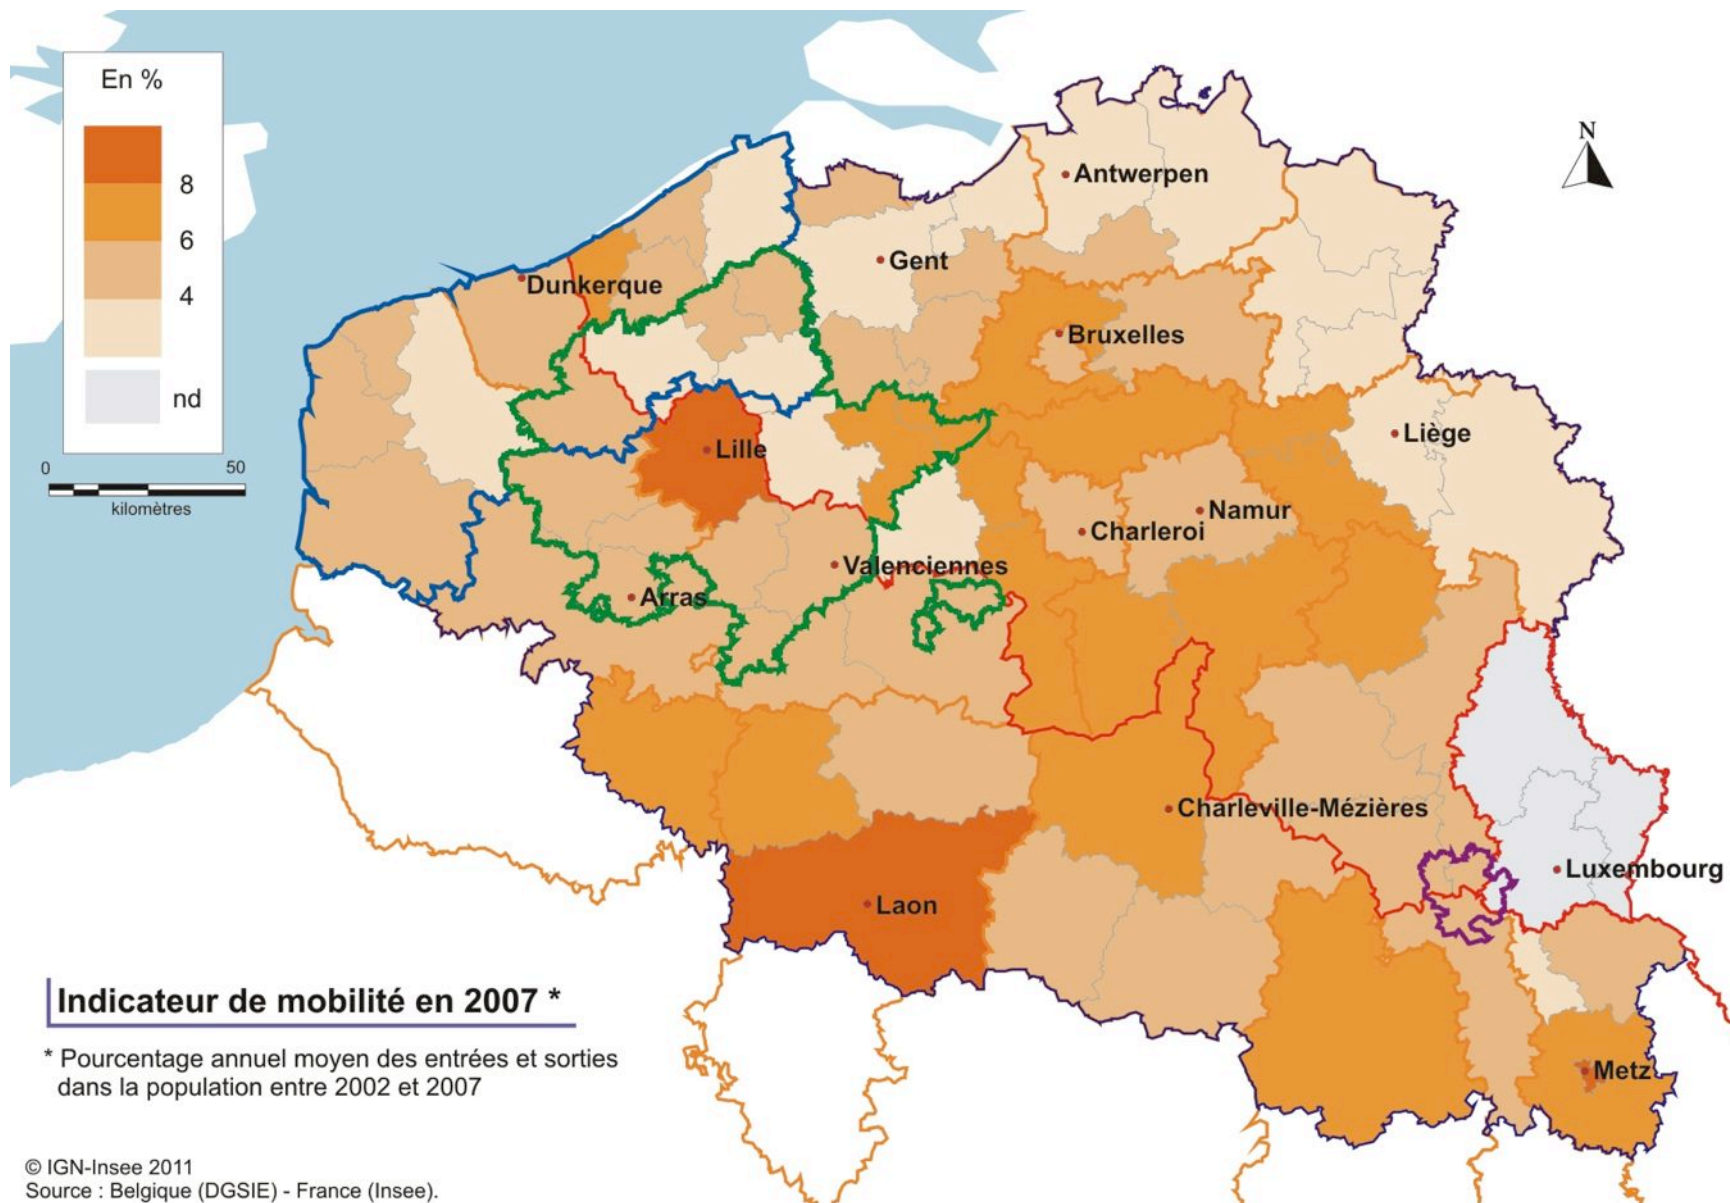 En %
8
6
4
nd
0 50
kilomètres
N
Antwerpen
Gent
Dunkerque
Bruxelles
Lille
Liège
Namur
Charleroi
Valenciennes
Arras
Charleville-Mézières
Luxembourg
Laon
Metz
Indicateur de mobilité en 2007 *
* Pourcentage annuel moyen des entrées et sorties
dans la population entre 2002 et 2007
© IGN-Insee 2011
Source : Belgique (DGSIE) - France (Insee).